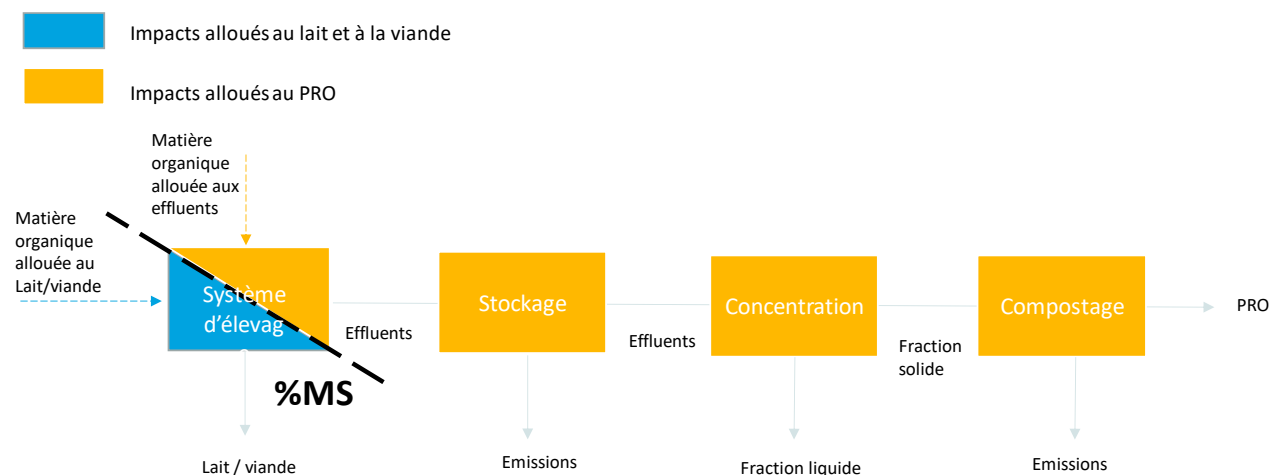 Impacts alloués au lait et à la viande
Impacts alloués au PRO
Matière
organique
allouée aux
effluents
Matière
organique
allouée au
Lait/viande
Système
d'élevag
Effluents
%MS
Lait / viande
Stockage
Emissions
Effluents
Concentration
Fraction liquide
Fraction
solide
Compostage
Emissions
PRO